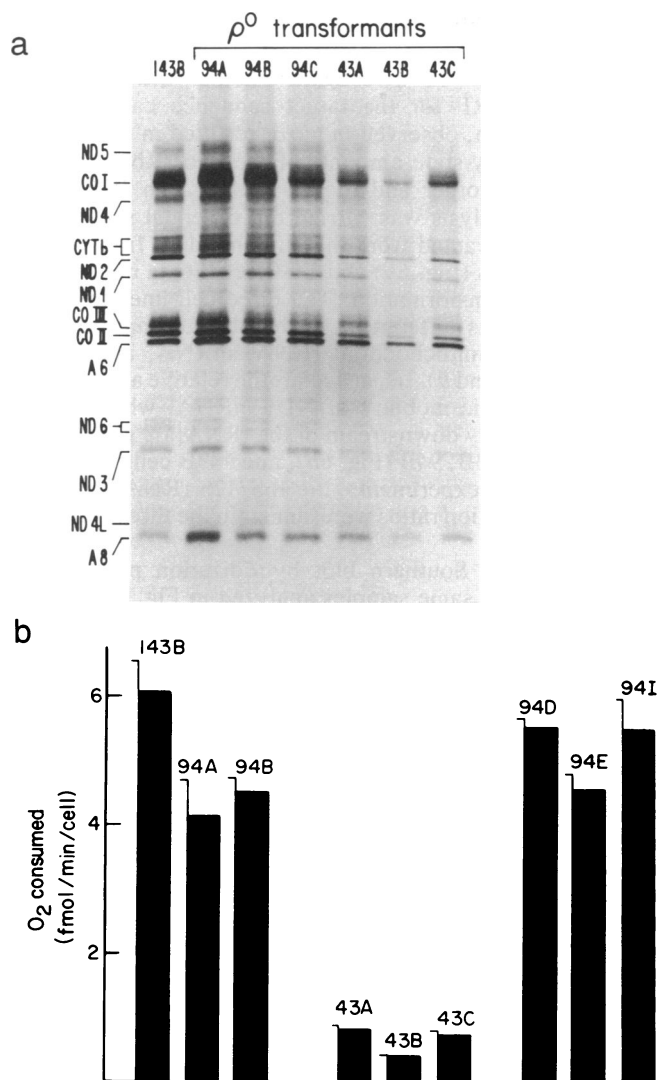 a
ρ⁰ transformants
143B 94A 94B 94C 43A 43B 43C
ND5
CO I
ND4
CYTb
ND2
ND1
CO III
CO II
A6
ND6
ND3
ND4L
A8
b
O2 consumed
(fmol/min/cell)
6
4
2
143B
94A
94B
43A
43B
43C
94D
94E
94I